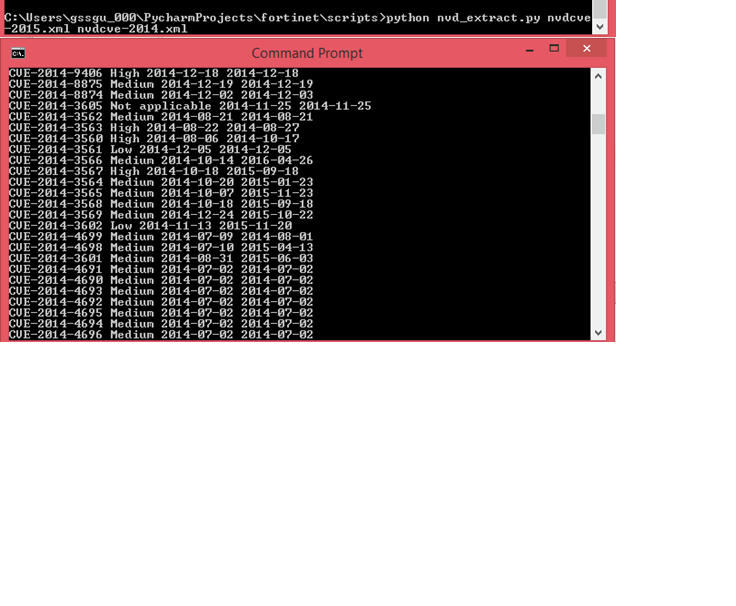 C:\Users\gssgu_000\PycharmProjects\fortinet\scripts>python nvd_extract.py nvdcve
-2015.xml nvdcve-2014.xml
Command Prompt
CVE-2014-9406 High 2014-12-18 2014-12-18
CVE-2014-8875 Medium 2014-12-19 2014-12-19
CVE-2014-8874 Medium 2014-12-02 2014-12-03
CVE-2014-3605 Not applicable 2014-11-25 2014-11-25
CVE-2014-3562 Medium 2014-08-21 2014-08-21
CVE-2014-3563 High 2014-08-22 2014-08-27
CVE-2014-3560 High 2014-08-06 2014-10-17
CVE-2014-3561 Low 2014-12-05 2014-12-05
CVE-2014-3566 Medium 2014-10-14 2016-04-26
CVE-2014-3567 High 2014-10-18 2015-09-18
CVE-2014-3564 Medium 2014-10-20 2015-01-23
CVE-2014-3565 Medium 2014-10-07 2015-11-23
CVE-2014-3568 Medium 2014-10-18 2015-09-18
CVE-2014-3569 Medium 2014-12-24 2015-10-22
CVE-2014-3602 Low 2014-11-13 2015-11-20
CVE-2014-4699 Medium 2014-07-09 2014-08-01
CVE-2014-4698 Medium 2014-07-10 2015-04-13
CVE-2014-3601 Medium 2014-08-31 2015-06-03
CVE-2014-4691 Medium 2014-07-02 2014-07-02
CVE-2014-4690 Medium 2014-07-02 2014-07-02
CVE-2014-4693 Medium 2014-07-02 2014-07-02
CVE-2014-4692 Medium 2014-07-02 2014-07-02
CVE-2014-4695 Medium 2014-07-02 2014-07-02
CVE-2014-4694 Medium 2014-07-02 2014-07-02
CVE-2014-4696 Medium 2014-07-02 2014-07-02